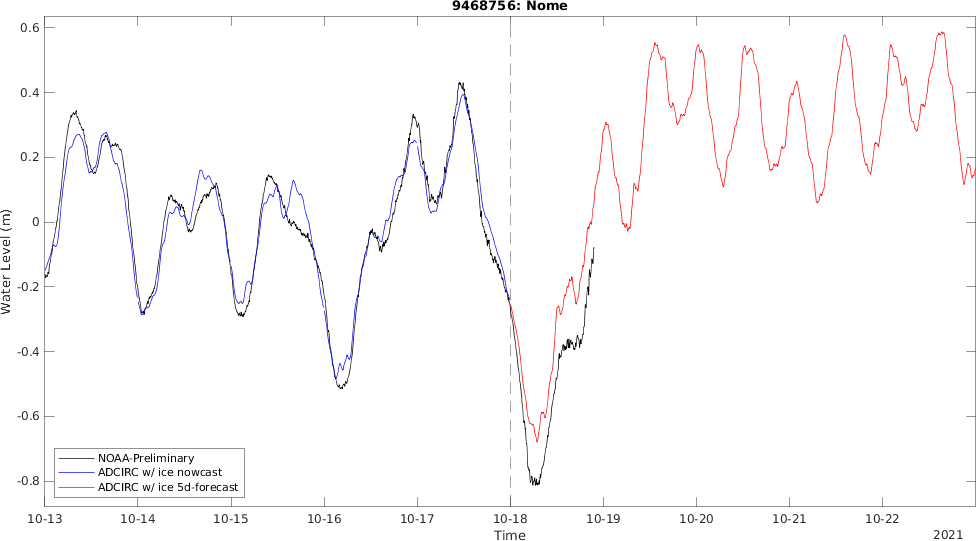 9468756: Nome
0.6
0.4
0.2
0
-0.2
-0.4
-0.6
-0.8
Water Level (m)
NOAA-Preliminary
ADCIRC w/ ice nowcast
ADCIRC w/ ice 5d-forecast
10-13 10-14 10-15 10-16 10-17 10-18 10-19 10-20 10-21 10-22
Time
2021